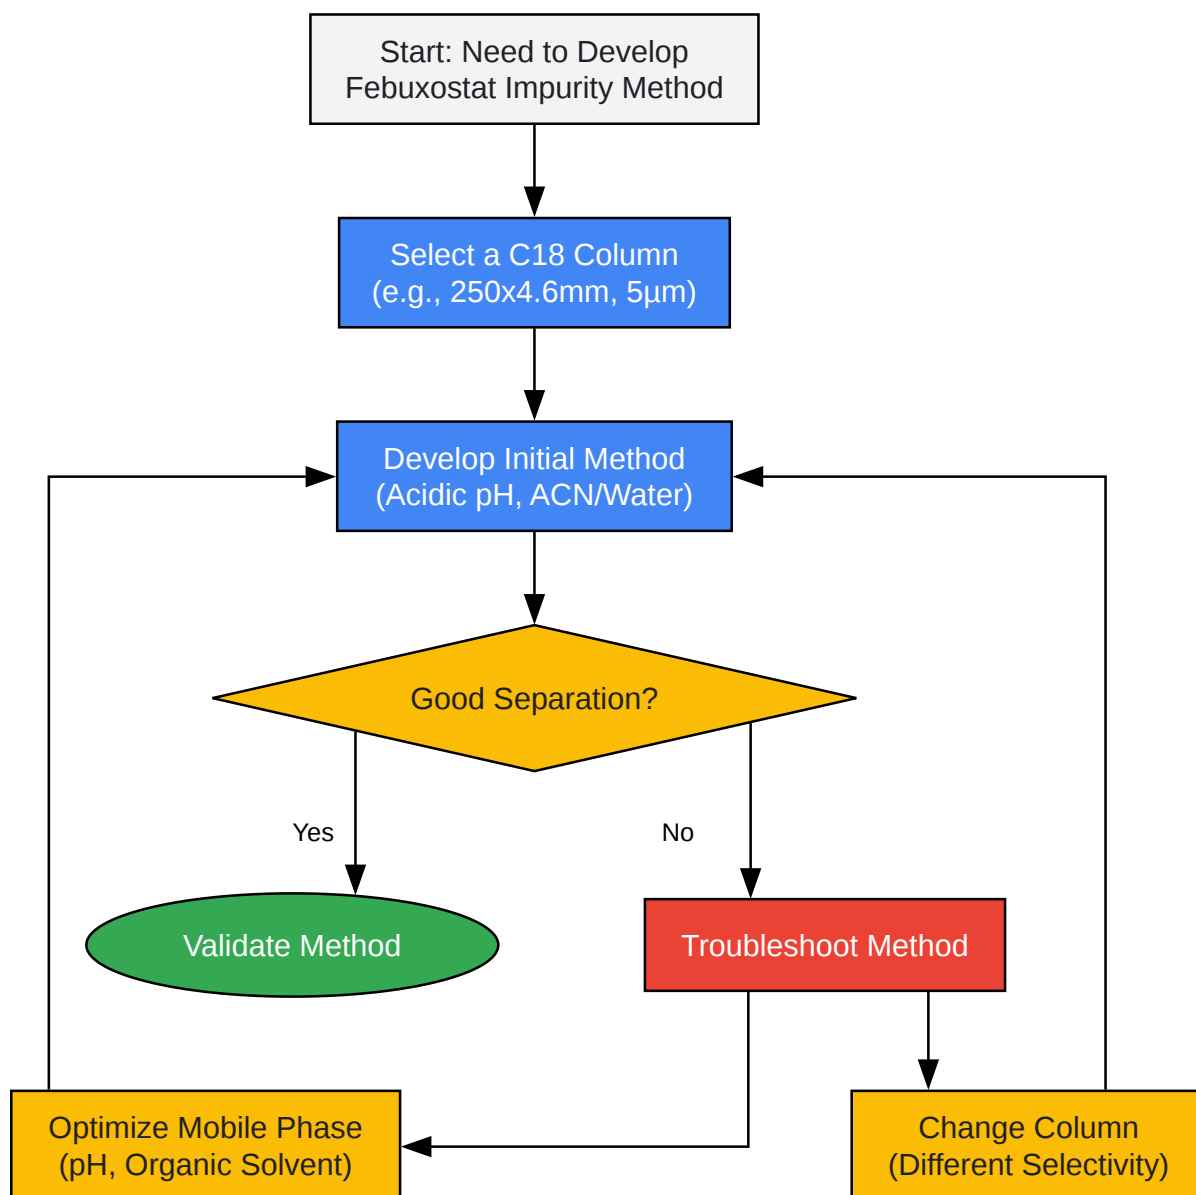 Start: Need to Develop
Febuxostat Impurity Method
Select a C18 Column
(e.g., 250x4.6mm, 5µm)
Develop Initial Method
(Acidic pH, ACN/Water)
Good Separation?
Yes
No
Validate Method
Troubleshoot Method
Optimize Mobile Phase
(pH, Organic Solvent)
Change Column
(Different Selectivity)